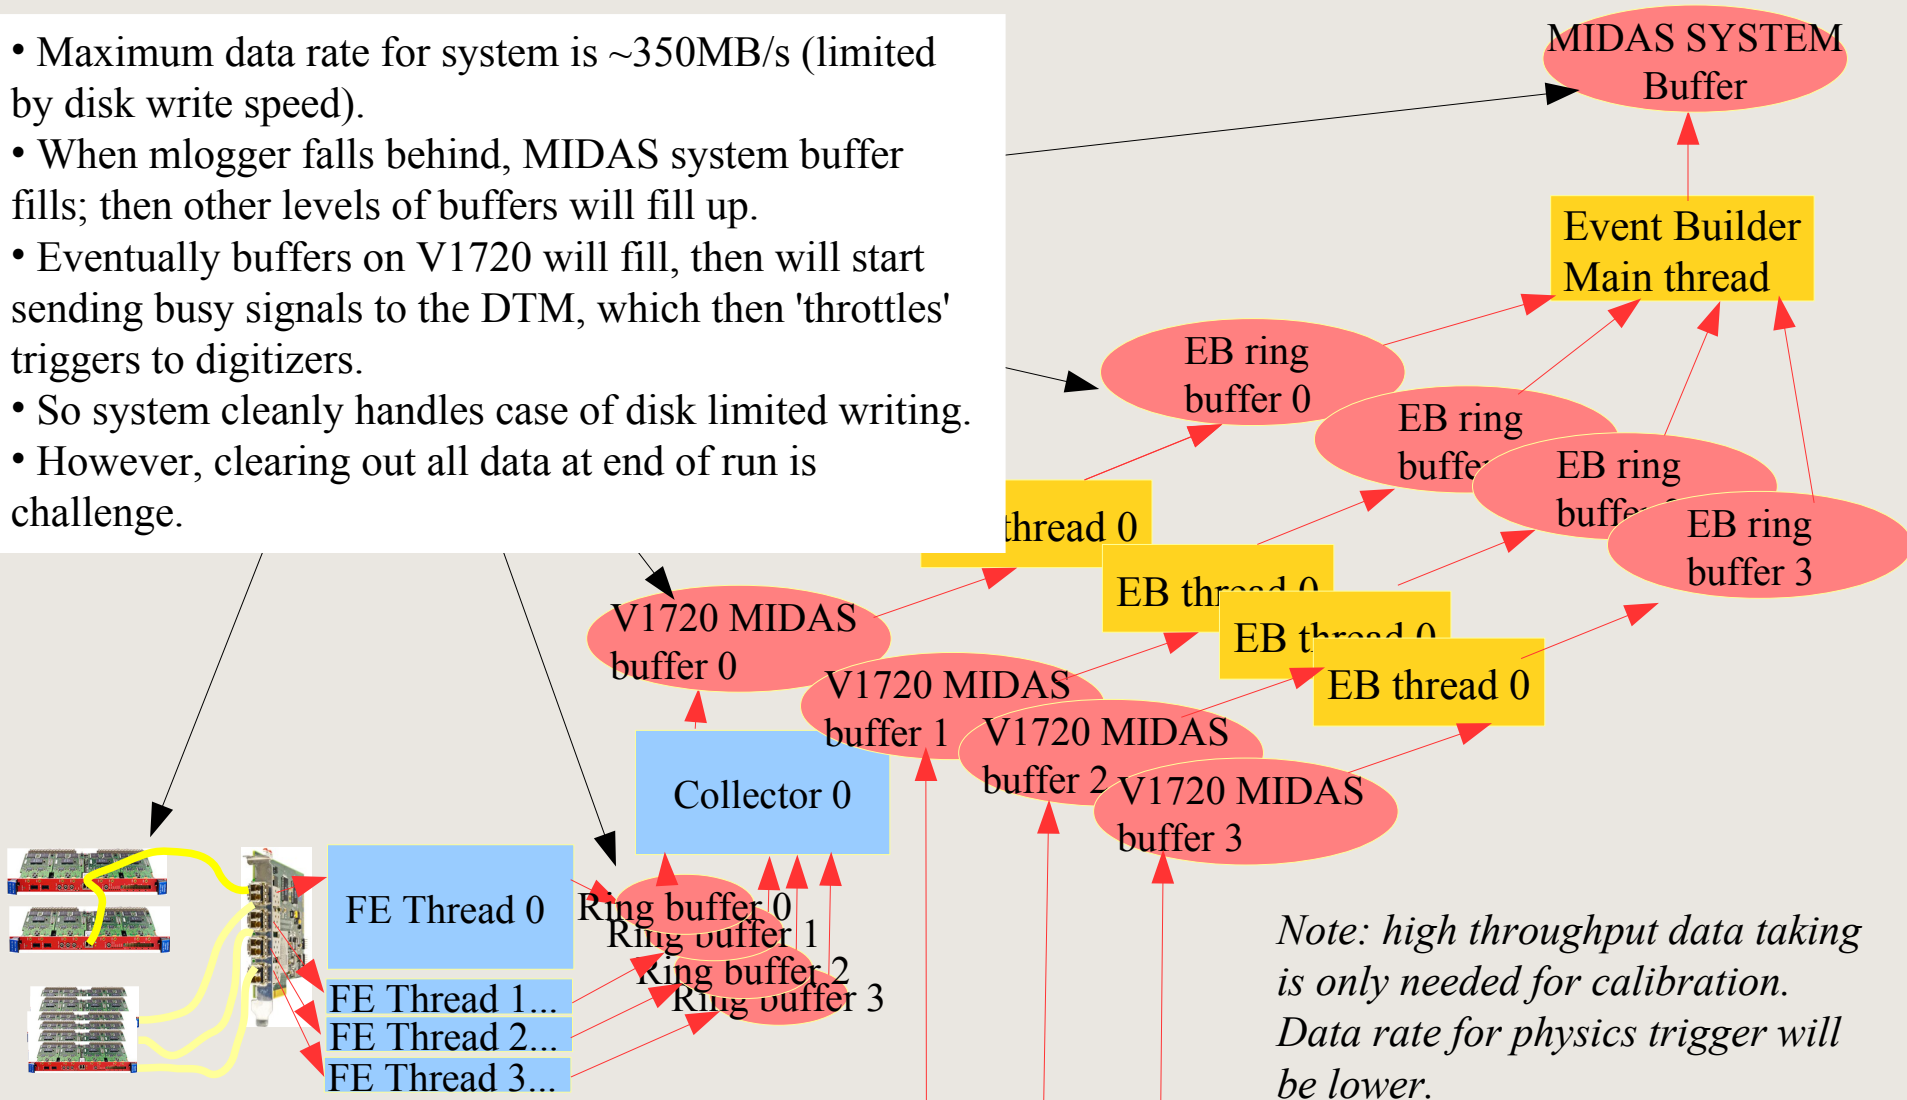 • Maximum data rate for system is ~350MB/s (limited
by disk write speed).
• When mlogger falls behind, MIDAS system buffer
fills; then other levels of buffers will fill up.
• Eventually buffers on V1720 will fill, then will start
sending busy signals to the DTM, which then 'throttles'
triggers to digitizers.
• So system cleanly handles case of disk limited writing.
• However, clearing out all data at end of run is
challenge.
MIDAS SYSTEM
Buffer
Event Builder
Main thread
EB ring
buffer 0
EB ring
buffe
EB ring
buffe
EB ring
buffer 3
thread 0
EB thread 0
EB thread 0
EB thread 0
V1720 MIDAS
buffer 0
V1720 MIDAS
buffer 1
V1720 MIDAS
buffer 2
V1720 MIDAS
buffer 3
Collector 0
FE Thread 0
FE Thread 1...
FE Thread 2...
FE Thread 3...
Ring buffer 0
Ring buffer 1
Ring buffer 2
Ring buffer 3
Note: high throughput data taking
is only needed for calibration.
Data rate for physics trigger will
be lower.